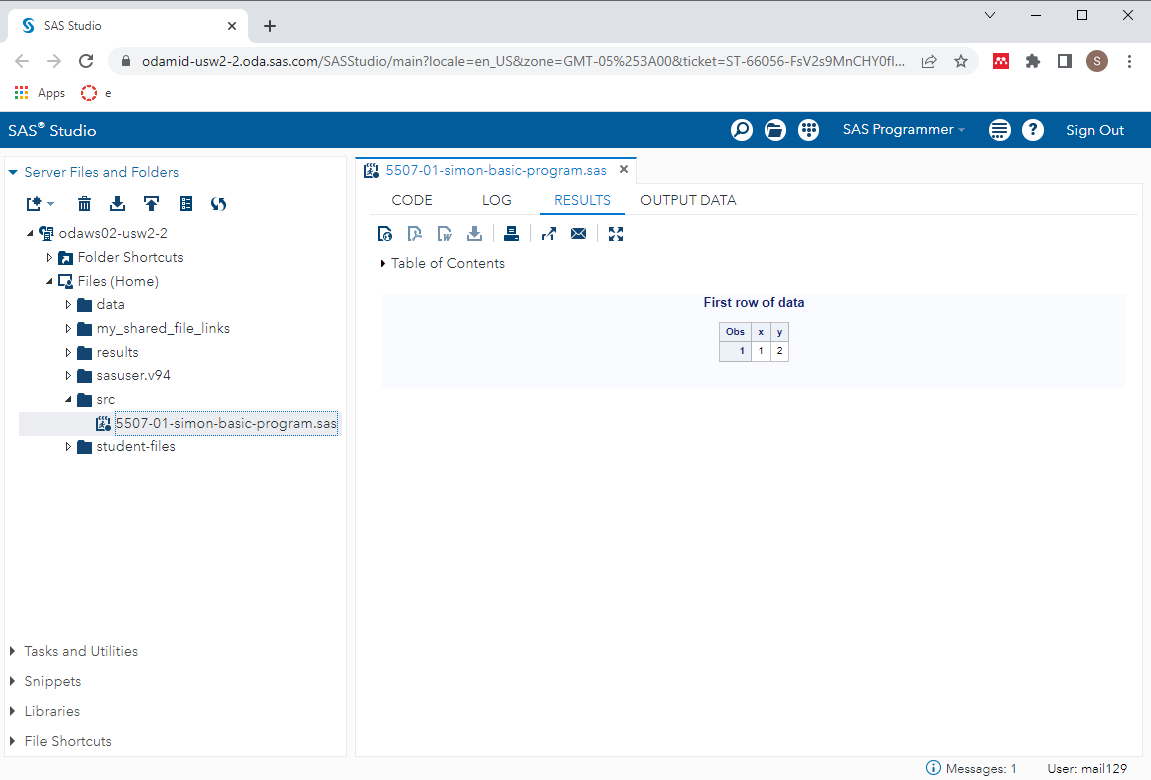 SAS Studio
odamid-usw2-2.oda.sas.com/SASStudio/main?locale=en_US&zone=GMT-05%253A00&ticket=ST-66056-FsV2s9MnCHY0fl...
S
Apps
e
SAS® Studio
SAS Programmer
Sign Out
Server Files and Folders
odaws02-usw2-2
Folder Shortcuts
Files (Home)
data
my_shared_file_links
results
sasuser.v94
src
5507-01-simon-basic-program.sas
student-files
Tasks and Utilities
Snippets
Libraries
File Shortcuts
5507-01-simon-basic-program.sas
CODE LOG RESULTS OUTPUT DATA
Table of Contents
First row of data
Obs x y
1 1 2
Messages: 1 User: mail129